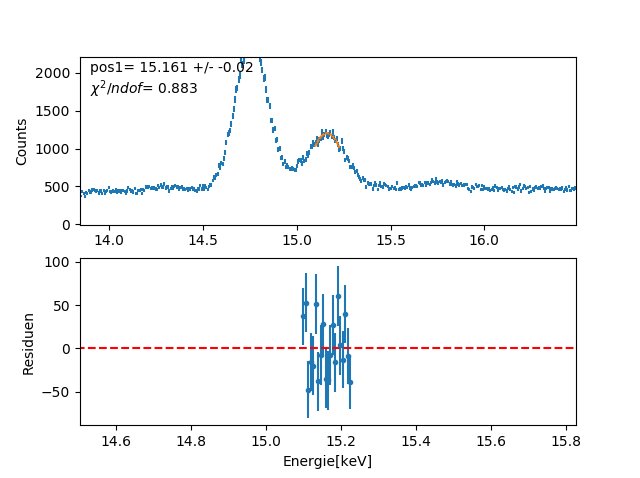 pos1= 15.161 +/- -0.02
χ²/ndof= 0.883
2000
1500
1000
500
0
Counts
14.0 14.5 15.0 15.5 16.0
100
50
0
−50
Residuen
14.6 14.8 15.0 15.2 15.4 15.6 15.8
Energie[keV]